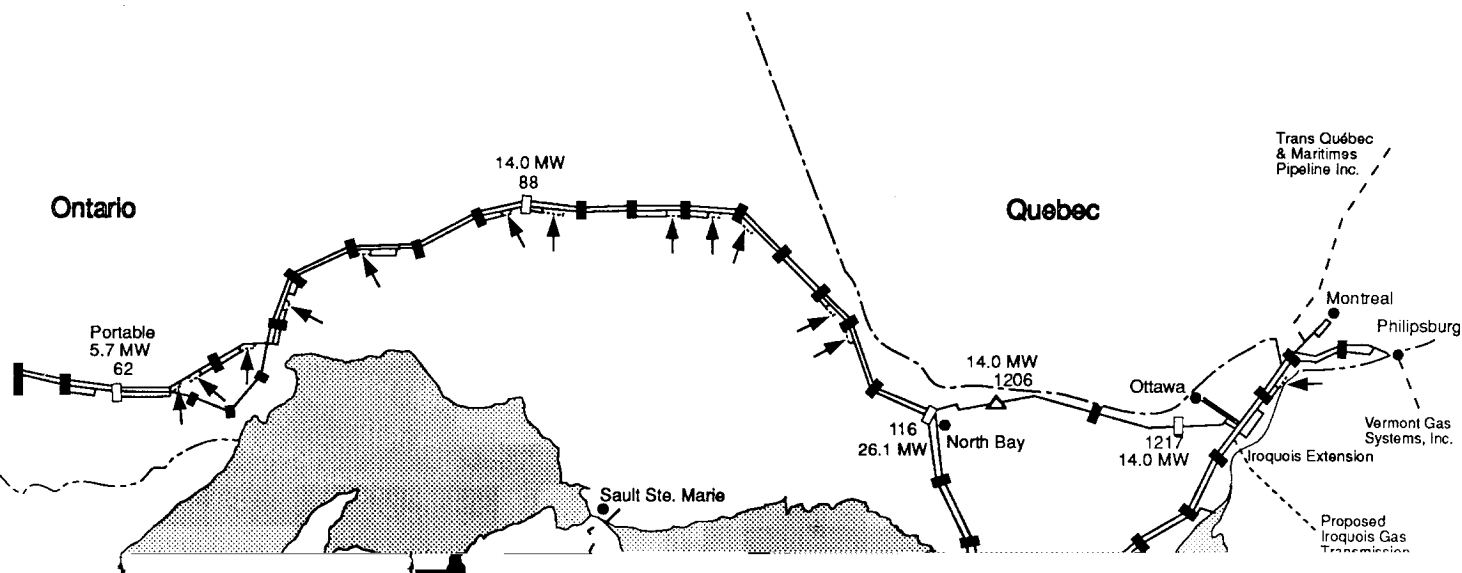 Trans Québec
& Maritimes
Pipeline Inc.
14.0 MW
88
Ontario
Quebec
Montreal
Philipsburg
Portable
5.7 MW
62
14.0 MW
1206
Ottawa
116
26.1 MW
North Bay
1217
14.0 MW
Vermont Gas
Systems, Inc.
Iroquois Extension
Sault Ste. Marie
Proposed
Iroquois Gas
Transmission